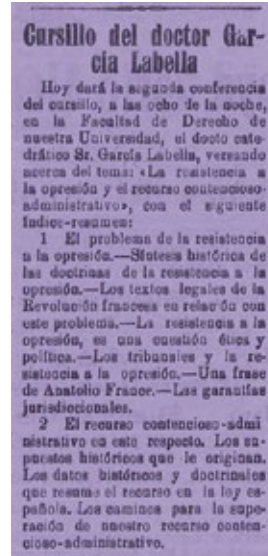 Cursillo del doctor Gar-
cía Labella
Hoy dará la segunda conferencia
del cursillo, a las ocho de la noche,
en la Facultad de Derecho de
nuestra Universidad, el docto cate-
drático Sr. García Labella, versando
acerca del tema: «La resistencia a
la opresión y el recurso contencioso-
administrativo», con el siguiente
índice-resumen:
1 El problema de la resistencia
a la opresión.—Síntesis histórica de
las doctrinas de la resistencia a la
opresión.—Los textos legales de la
Revolución francesa en relación con
este problema.—La resistencia a la
opresión, es una cuestión ética y
política.—Los tribunales y la re-
sistencia a la opresión.—Una frase
de Anatolio France.—Las garantías
jurisdiccionales.
2 El recurso contencioso-admi
nistrativo en este respecto. Los su-
puestos históricos que le originan.
Los datos históricos y doctrinales
que resume el recurso en la ley es-
pañola. Los caminos para la supe-
ración de nuestro recurso conten-
cioso-administrativo.